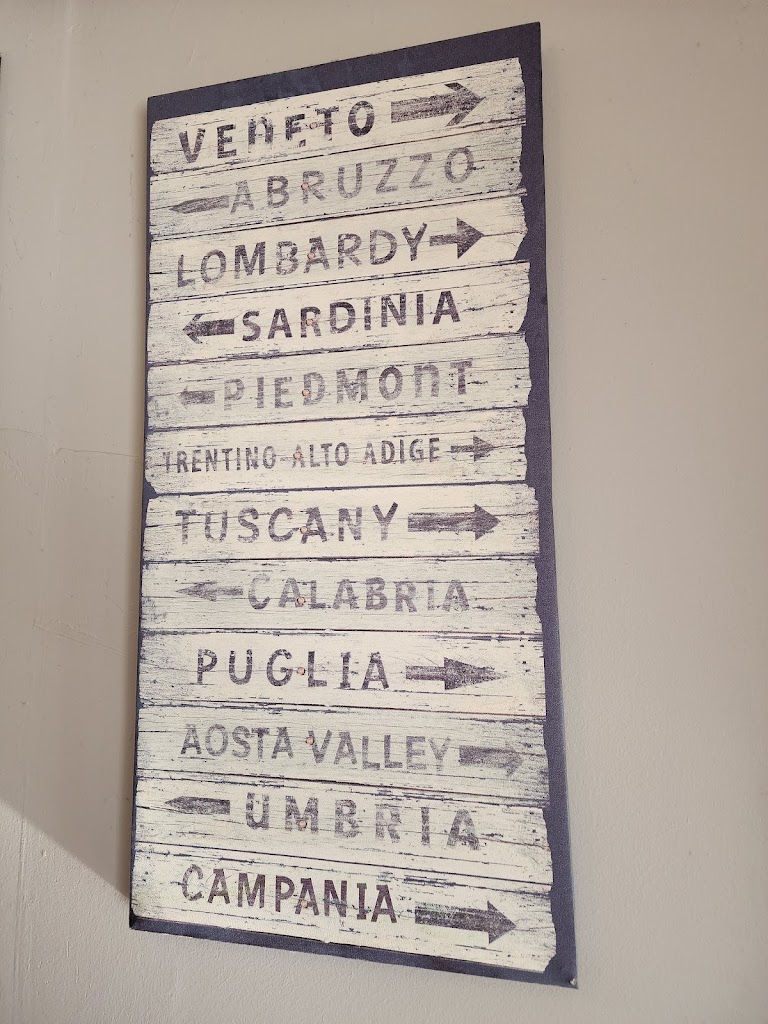 VENETO
ABRUZZO
LOMBARDY
SARDINIA
PIEDMONT
TRENTINO-ALTO ADIGE
TUSCANY
CALABRIA
PUGLIA
AOSTA VALLEY
UMBRIA
CAMPANIA